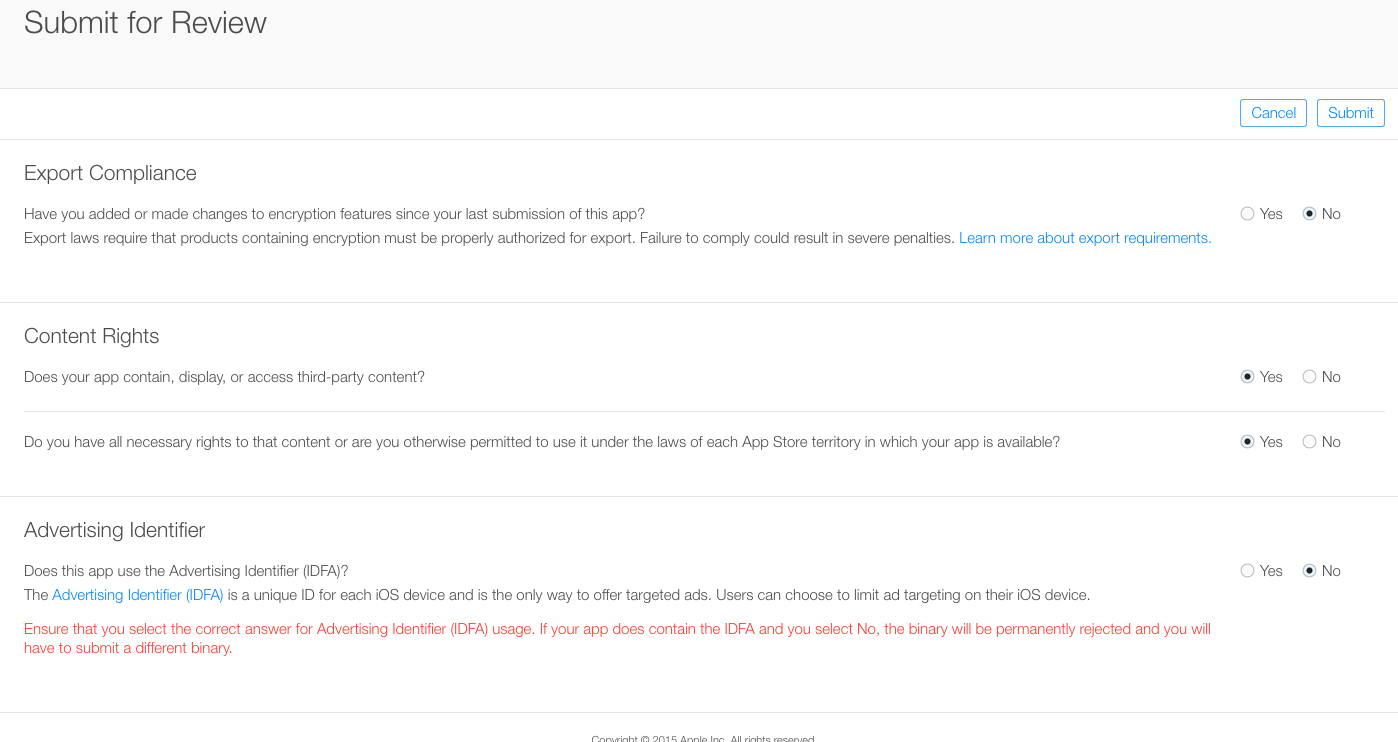 Submit for Review
Cancel Submit
Export Compliance
Have you added or made changes to encryption features since your last submission of this app? Yes No
Export laws require that products containing encryption must be properly authorized for export. Failure to comply could result in severe penalties. Learn more about export requirements.
Content Rights
Does your app contain, display, or access third-party content? Yes No
Do you have all necessary rights to that content or are you otherwise permitted to use it under the laws of each App Store territory in which your app is available? Yes No
Advertising Identifier
Does this app use the Advertising Identifier (IDFA)? Yes No
The Advertising Identifier (IDFA) is a unique ID for each iOS device and is the only way to offer targeted ads. Users can choose to limit ad targeting on their iOS device.
Ensure that you select the correct answer for Advertising Identifier (IDFA) usage. If your app does contain the IDFA and you select No, the binary will be permanently rejected and you will
have to submit a different binary.
Copyright © 2015 Apple Inc. All rights reserved.